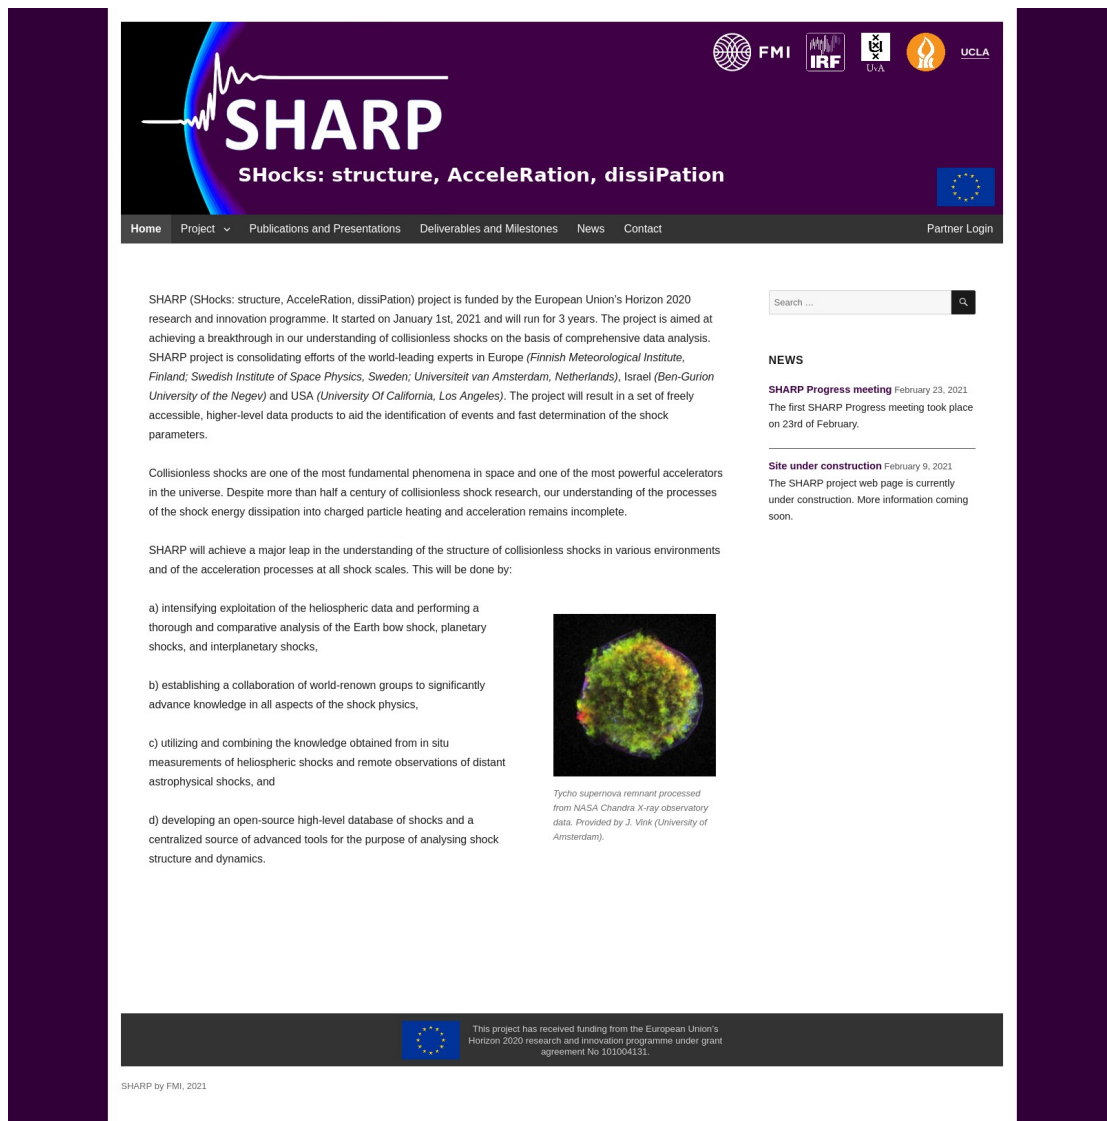 FMI
IRF
UvA
UCLA
SHARP
SHocks: structure, AcceleRation, dissiPation
Home
Project
Publications and Presentations
Deliverables and Milestones
News
Contact
Partner Login
SHARP (SHocks: structure, AcceleRation, dissiPation) project is funded by the European Union's Horizon 2020
research and innovation programme. It started on January 1st, 2021 and will run for 3 years. The project is aimed at
achieving a breakthrough in our understanding of collisionless shocks on the basis of comprehensive data analysis.
SHARP project is consolidating efforts of the world-leading experts in Europe (Finnish Meteorological Institute,
Finland; Swedish Institute of Space Physics, Sweden; Universiteit van Amsterdam, Netherlands), Israel (Ben-Gurion
University of the Negev) and USA (University Of California, Los Angeles). The project will result in a set of freely
accessible, higher-level data products to aid the identification of events and fast determination of the shock
parameters.
Collisionless shocks are one of the most fundamental phenomena in space and one of the most powerful accelerators
in the universe. Despite more than half a century of collisionless shock research, our understanding of the processes
of the shock energy dissipation into charged particle heating and acceleration remains incomplete.
SHARP will achieve a major leap in the understanding of the structure of collisionless shocks in various environments
and of the acceleration processes at all shock scales. This will be done by:
a) intensifying exploitation of the heliospheric data and performing a
thorough and comparative analysis of the Earth bow shock, planetary
shocks, and interplanetary shocks,
b) establishing a collaboration of world-renown groups to significantly
advance knowledge in all aspects of the shock physics,
c) utilizing and combining the knowledge obtained from in situ
measurements of heliospheric shocks and remote observations of distant
astrophysical shocks, and
d) developing an open-source high-level database of shocks and a
centralized source of advanced tools for the purpose of analysing shock
structure and dynamics.
Tycho supernova remnant processed
from NASA Chandra X-ray observatory
data. Provided by J. Vink (University of
Amsterdam).
Search …
NEWS
SHARP Progress meeting February 23, 2021
The first SHARP Progress meeting took place
on 23rd of February.
Site under construction February 9, 2021
The SHARP project web page is currently
under construction. More information coming
soon.
This project has received funding from the European Union's
Horizon 2020 research and innovation programme under grant
agreement No 101004131.
SHARP by FMI, 2021